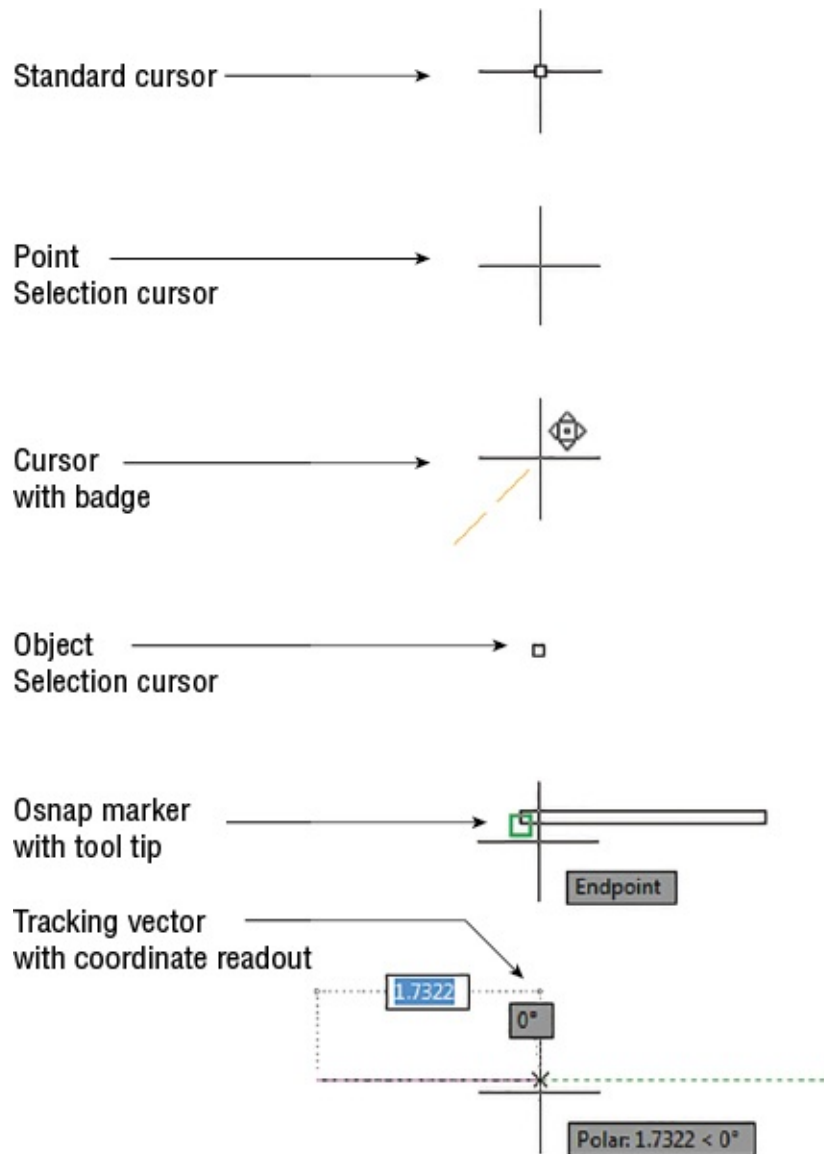 Standard cursor
Point
Selection cursor
Cursor
with badge
Object
Selection cursor
Osnap marker
with tool tip
Endpoint
Tracking vector
with coordinate readout
1.7322
0°
Polar: 1.7322 < 0°